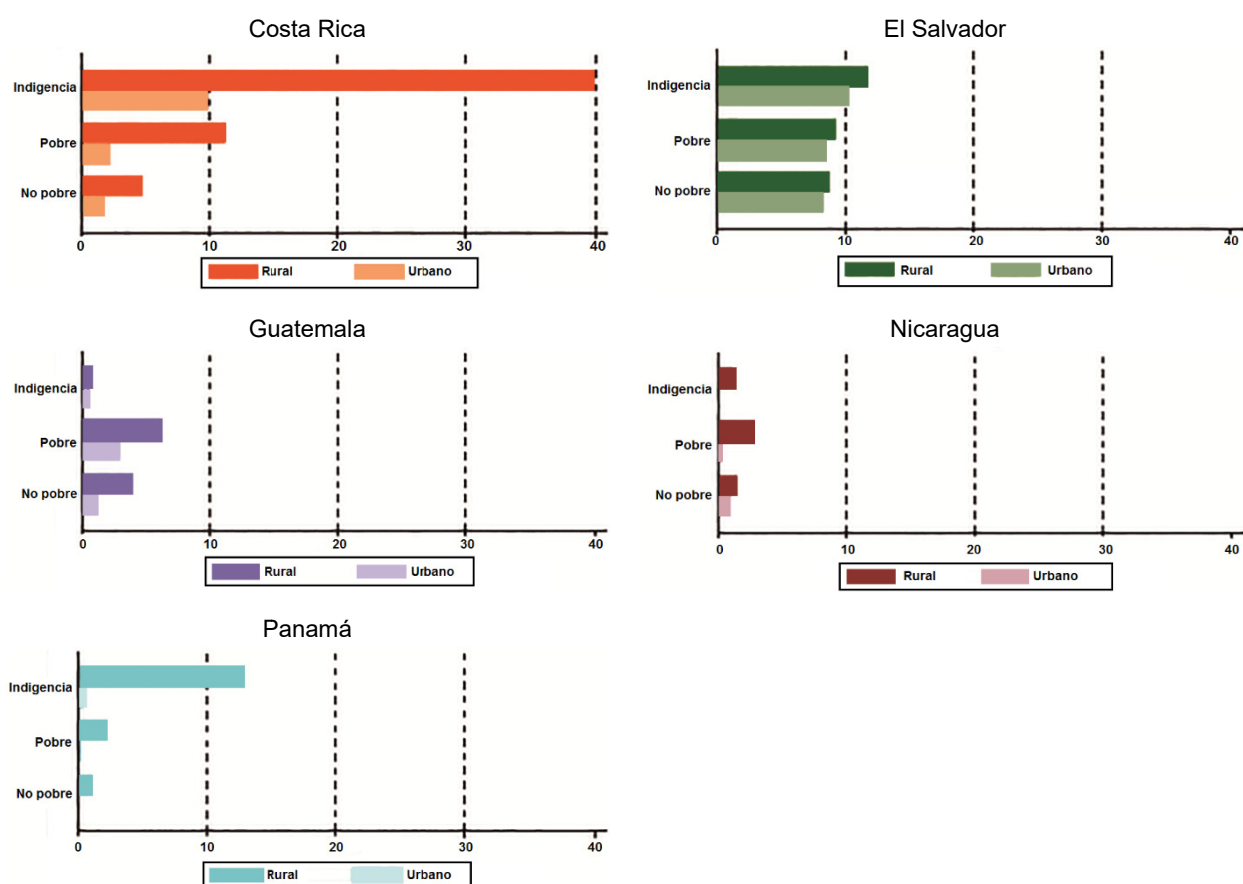 Costa Rica
Indigencia
Pobre
No pobre
0 10 20 30 40
Rural Urbano
El Salvador
Indigencia
Pobre
No pobre
0 10 20 30 40
Rural Urbano
Guatemala
Indigencia
Pobre
No pobre
0 10 20 30 40
Rural Urbano
Nicaragua
Indigencia
Pobre
No pobre
0 10 20 30 40
Rural Urbano
Panamá
Indigencia
Pobre
No pobre
0 10 20 30 40
Rural Urbano